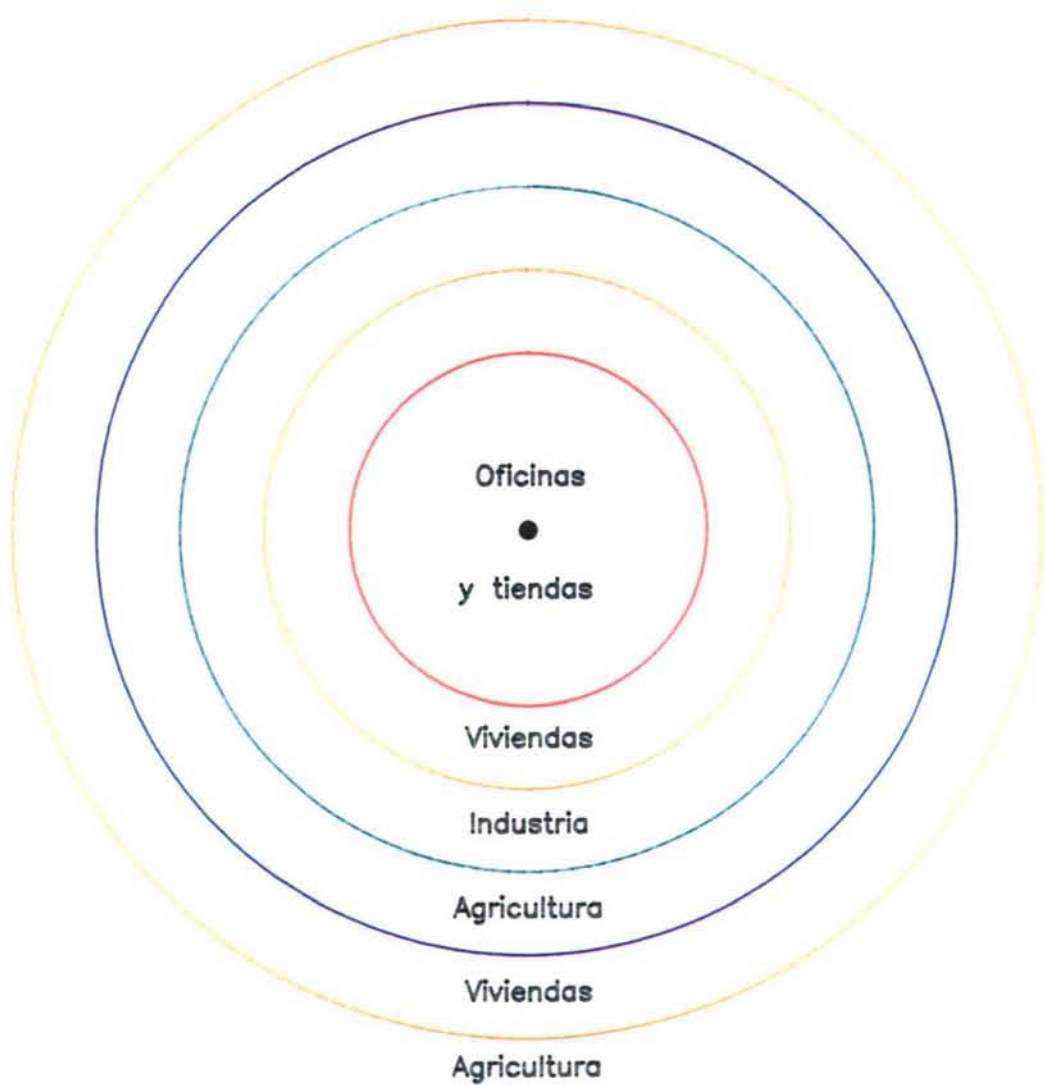 Oficinas
y tiendas
Viviendas
Industria
Agricultura
Viviendas
Agricultura